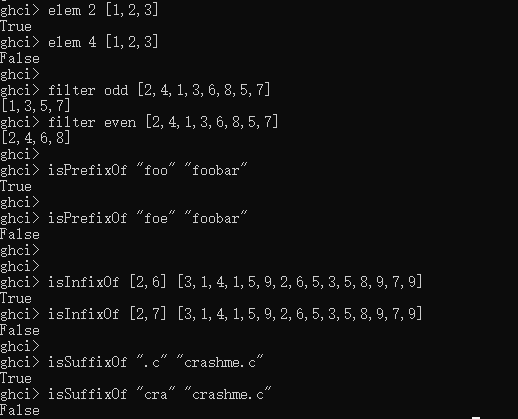 ghci> elem 2 [1,2,3]
True
ghci> elem 4 [1,2,3]
False
ghci>
ghci> filter odd [2,4,1,3,6,8,5,7]
[1,3,5,7]
ghci> filter even [2,4,1,3,6,8,5,7]
[2,4,6,8]
ghci>
ghci> isPrefixOf "foo" "foobar"
True
ghci>
ghci> isPrefixOf "foe" "foobar"
False
ghci>
ghci>
ghci> isInfixOf [2,6] [3,1,4,1,5,9,2,6,5,3,5,8,9,7,9]
True
ghci> isInfixOf [2,7] [3,1,4,1,5,9,2,6,5,3,5,8,9,7,9]
False
ghci>
ghci> isSuffixOf ".c" "crashme.c"
True
ghci> isSuffixOf "cra" "crashme.c"
False